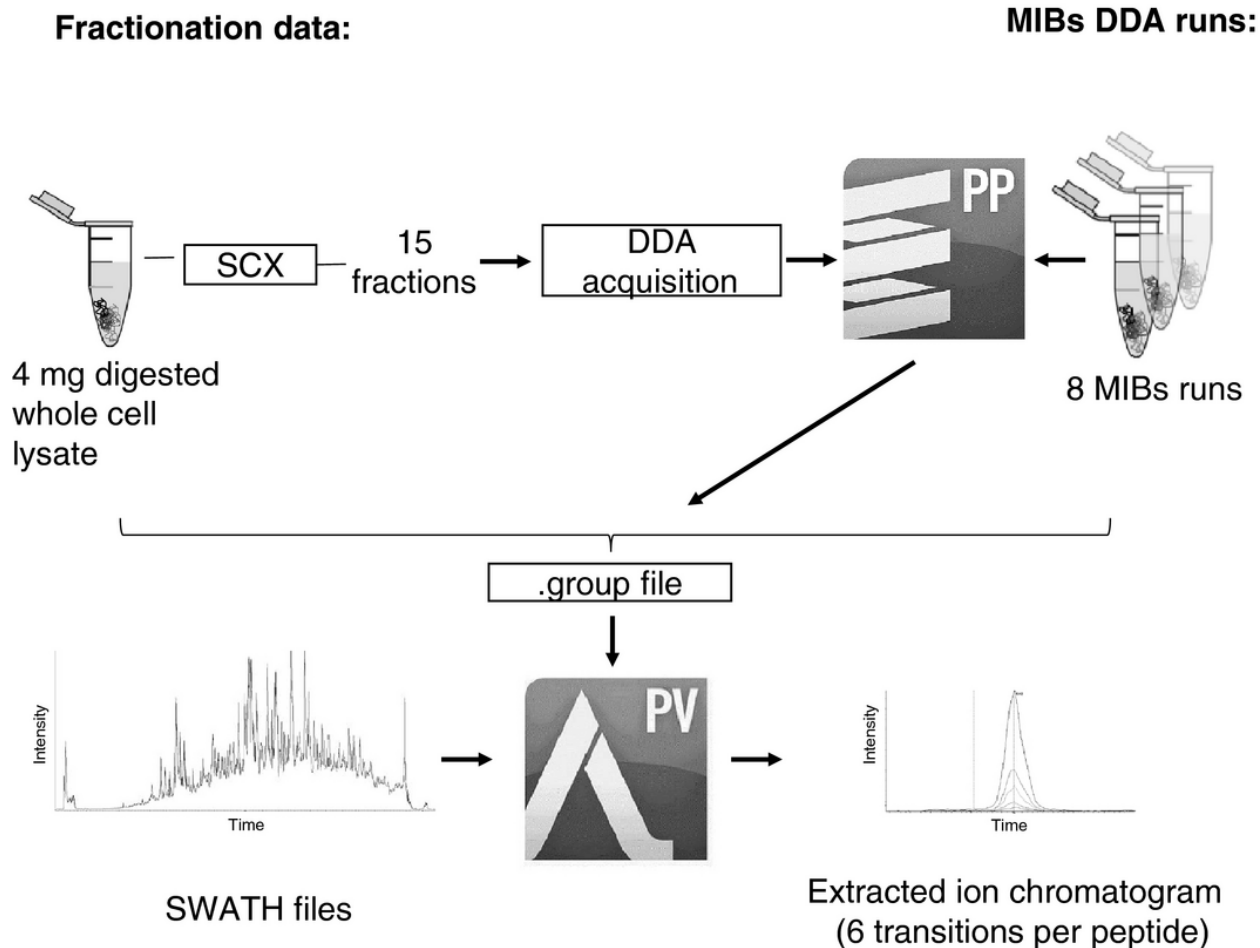 Fractionation data:
MIBs DDA runs:
PP
SCX
15
fractions
DDA
acquisition
4 mg digested
whole cell
lysate
8 MIBs runs
.group file
PV
Intensity
Time
Intensity
Time
SWATH files
Extracted ion chromatogram
(6 transitions per peptide)